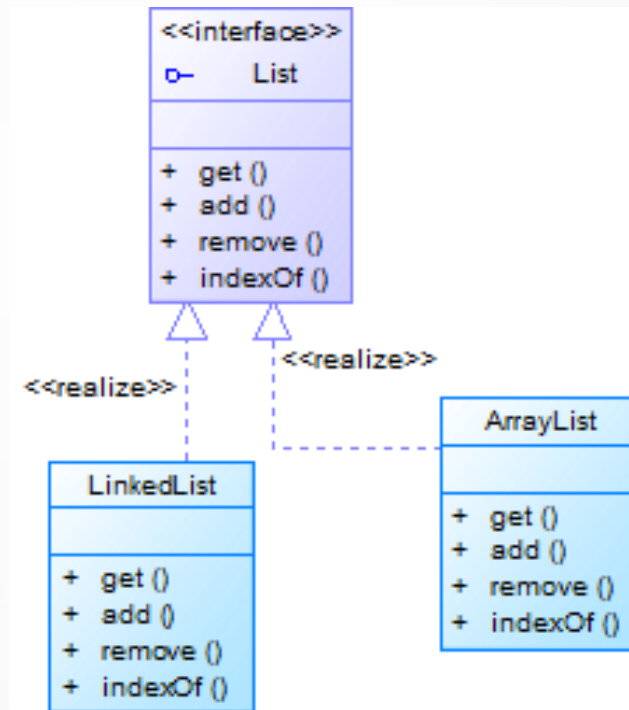 <<interface>>
List
+ get ()
+ add ()
+ remove ()
+ indexOf ()
<<realize>>
<<realize>>
ArrayList
+ get ()
+ add ()
+ remove ()
+ indexOf ()
LinkedList
+ get ()
+ add ()
+ remove ()
+ indexOf ()